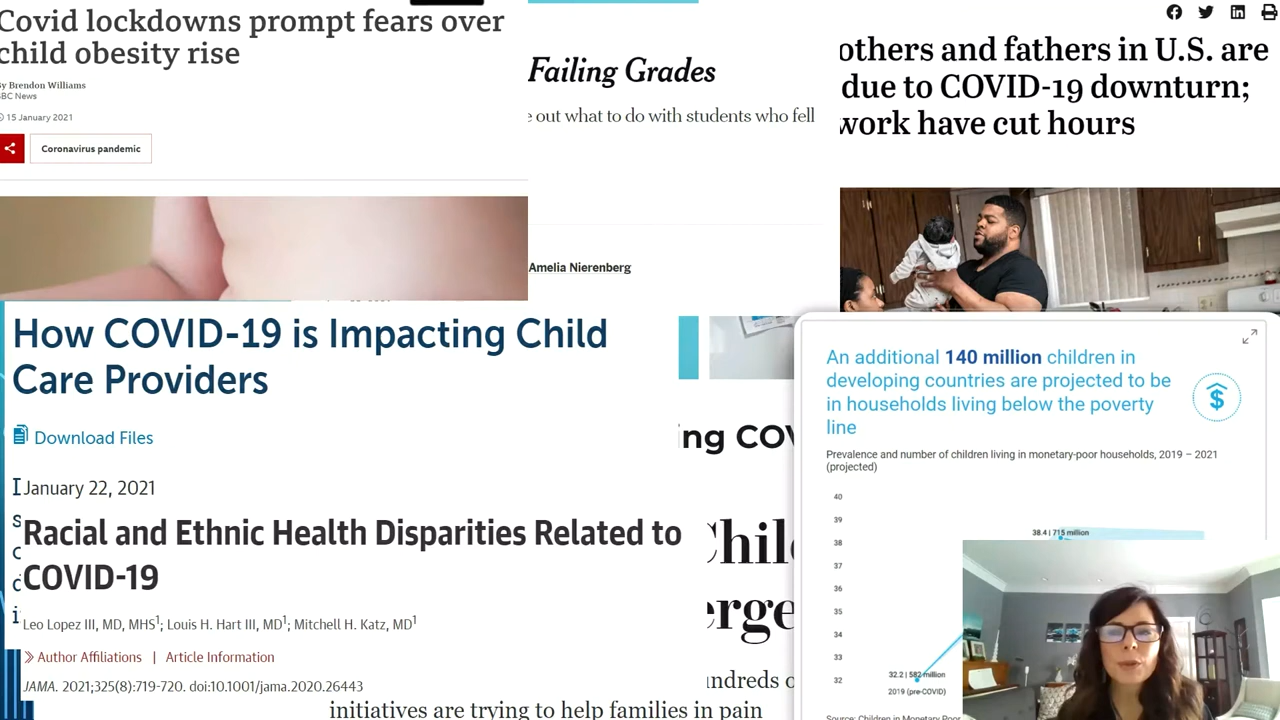 Covid lockdowns prompt fears over
child obesity rise
By Brendon Williams
BBC News
15 January 2021
Coronavirus pandemic
Failing Grades
out what to do with students who fell
Amelia Nierenberg
others and fathers in U.S. are
due to COVID-19 downturn;
work have cut hours
How COVID-19 is Impacting Child
Care Providers
Download Files
January 22, 2021
Racial and Ethnic Health Disparities Related to
COVID-19
Leo Lopez III, MD, MHS1; Louis H. Hart III, MD1; Mitchell H. Katz, MD1
Author Affiliations | Article Information
JAMA. 2021;325(8):719-720. doi:10.1001/jama.2020.26443
initiatives are trying to help families in pain
An additional 140 million children in
developing countries are projected to be
in households living below the poverty
line
$
Prevalence and number of children living in monetary-poor households, 2019 – 2021
(projected)
40
39
38.4 | 715 million
38
37
36
35
34
33
32.2 | 582 million
32
2019 (pre-COVID)
Source: Children in Monetary Poor